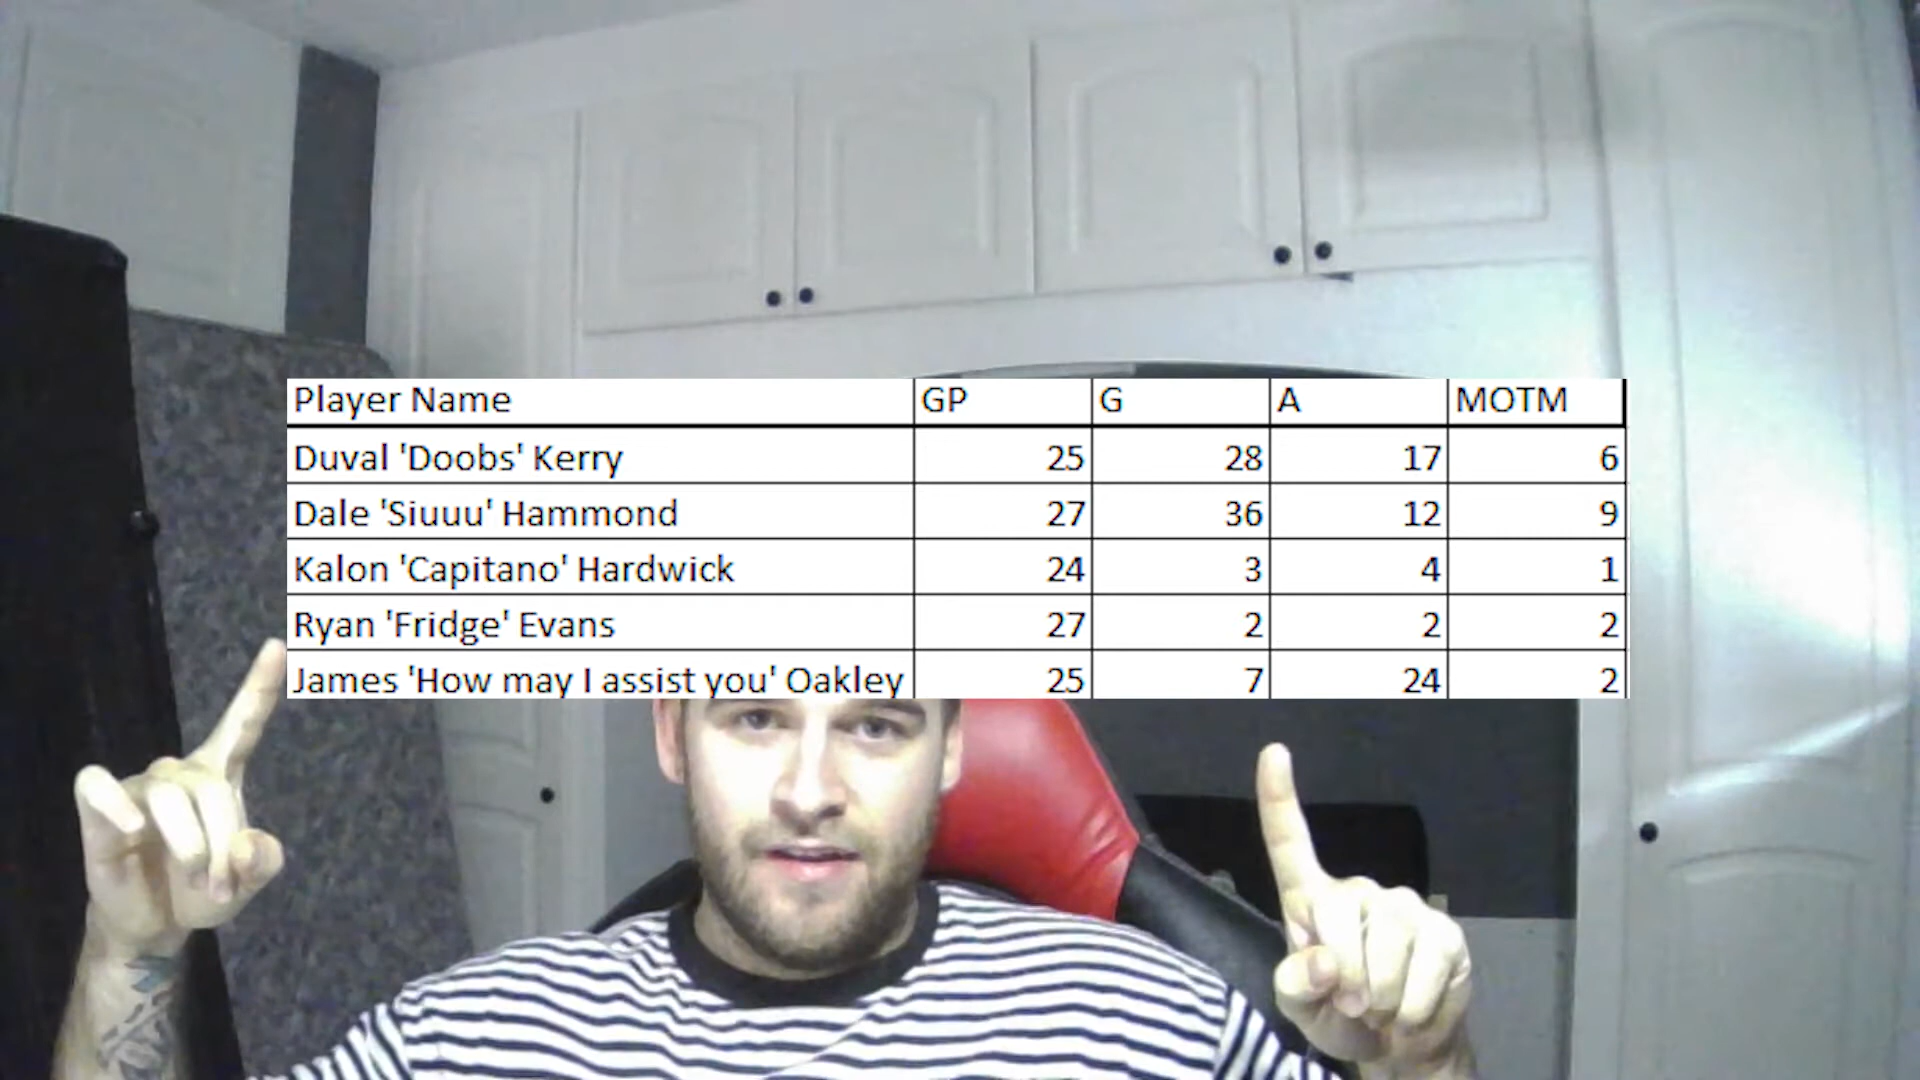 Player Name GP G A MOTM
Duval 'Doobs' Kerry 25 28 17 6
Dale 'Siuuu' Hammond 27 36 12 9
Kalon 'Capitano' Hardwick 24 3 4 1
Ryan 'Fridge' Evans 27 2 2 2
James 'How may I assist you' Oakley 25 7 24 2